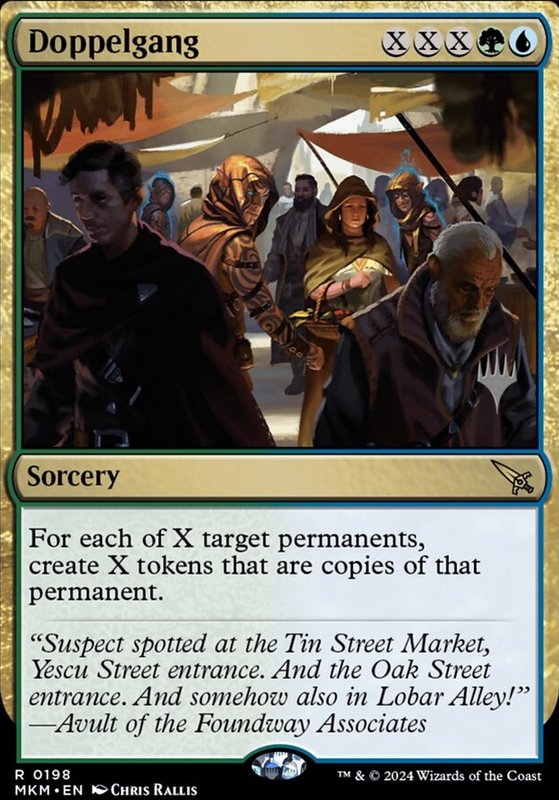 Doppelgang XXX
Sorcery
For each of X target permanents,
create X tokens that are copies of that
permanent.
“Suspect spotted at the Tin Street Market,
Yescu Street entrance. And the Oak Street
entrance. And somehow also in Lobar Alley!”
—Avult of the Foundway Associates
R 0198
MKM • EN Chris Rallis
™ & © 2024 Wizards of the Coast